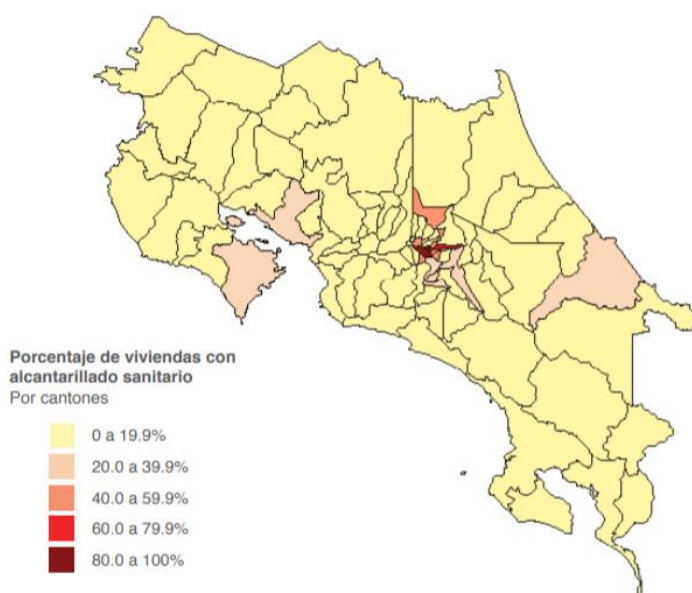 Porcentaje de viviendas con
alcantarillado sanitario
Por cantones
0 a 19.9%
20.0 a 39.9%
40.0 a 59.9%
60.0 a 79.9%
80.0 a 100%